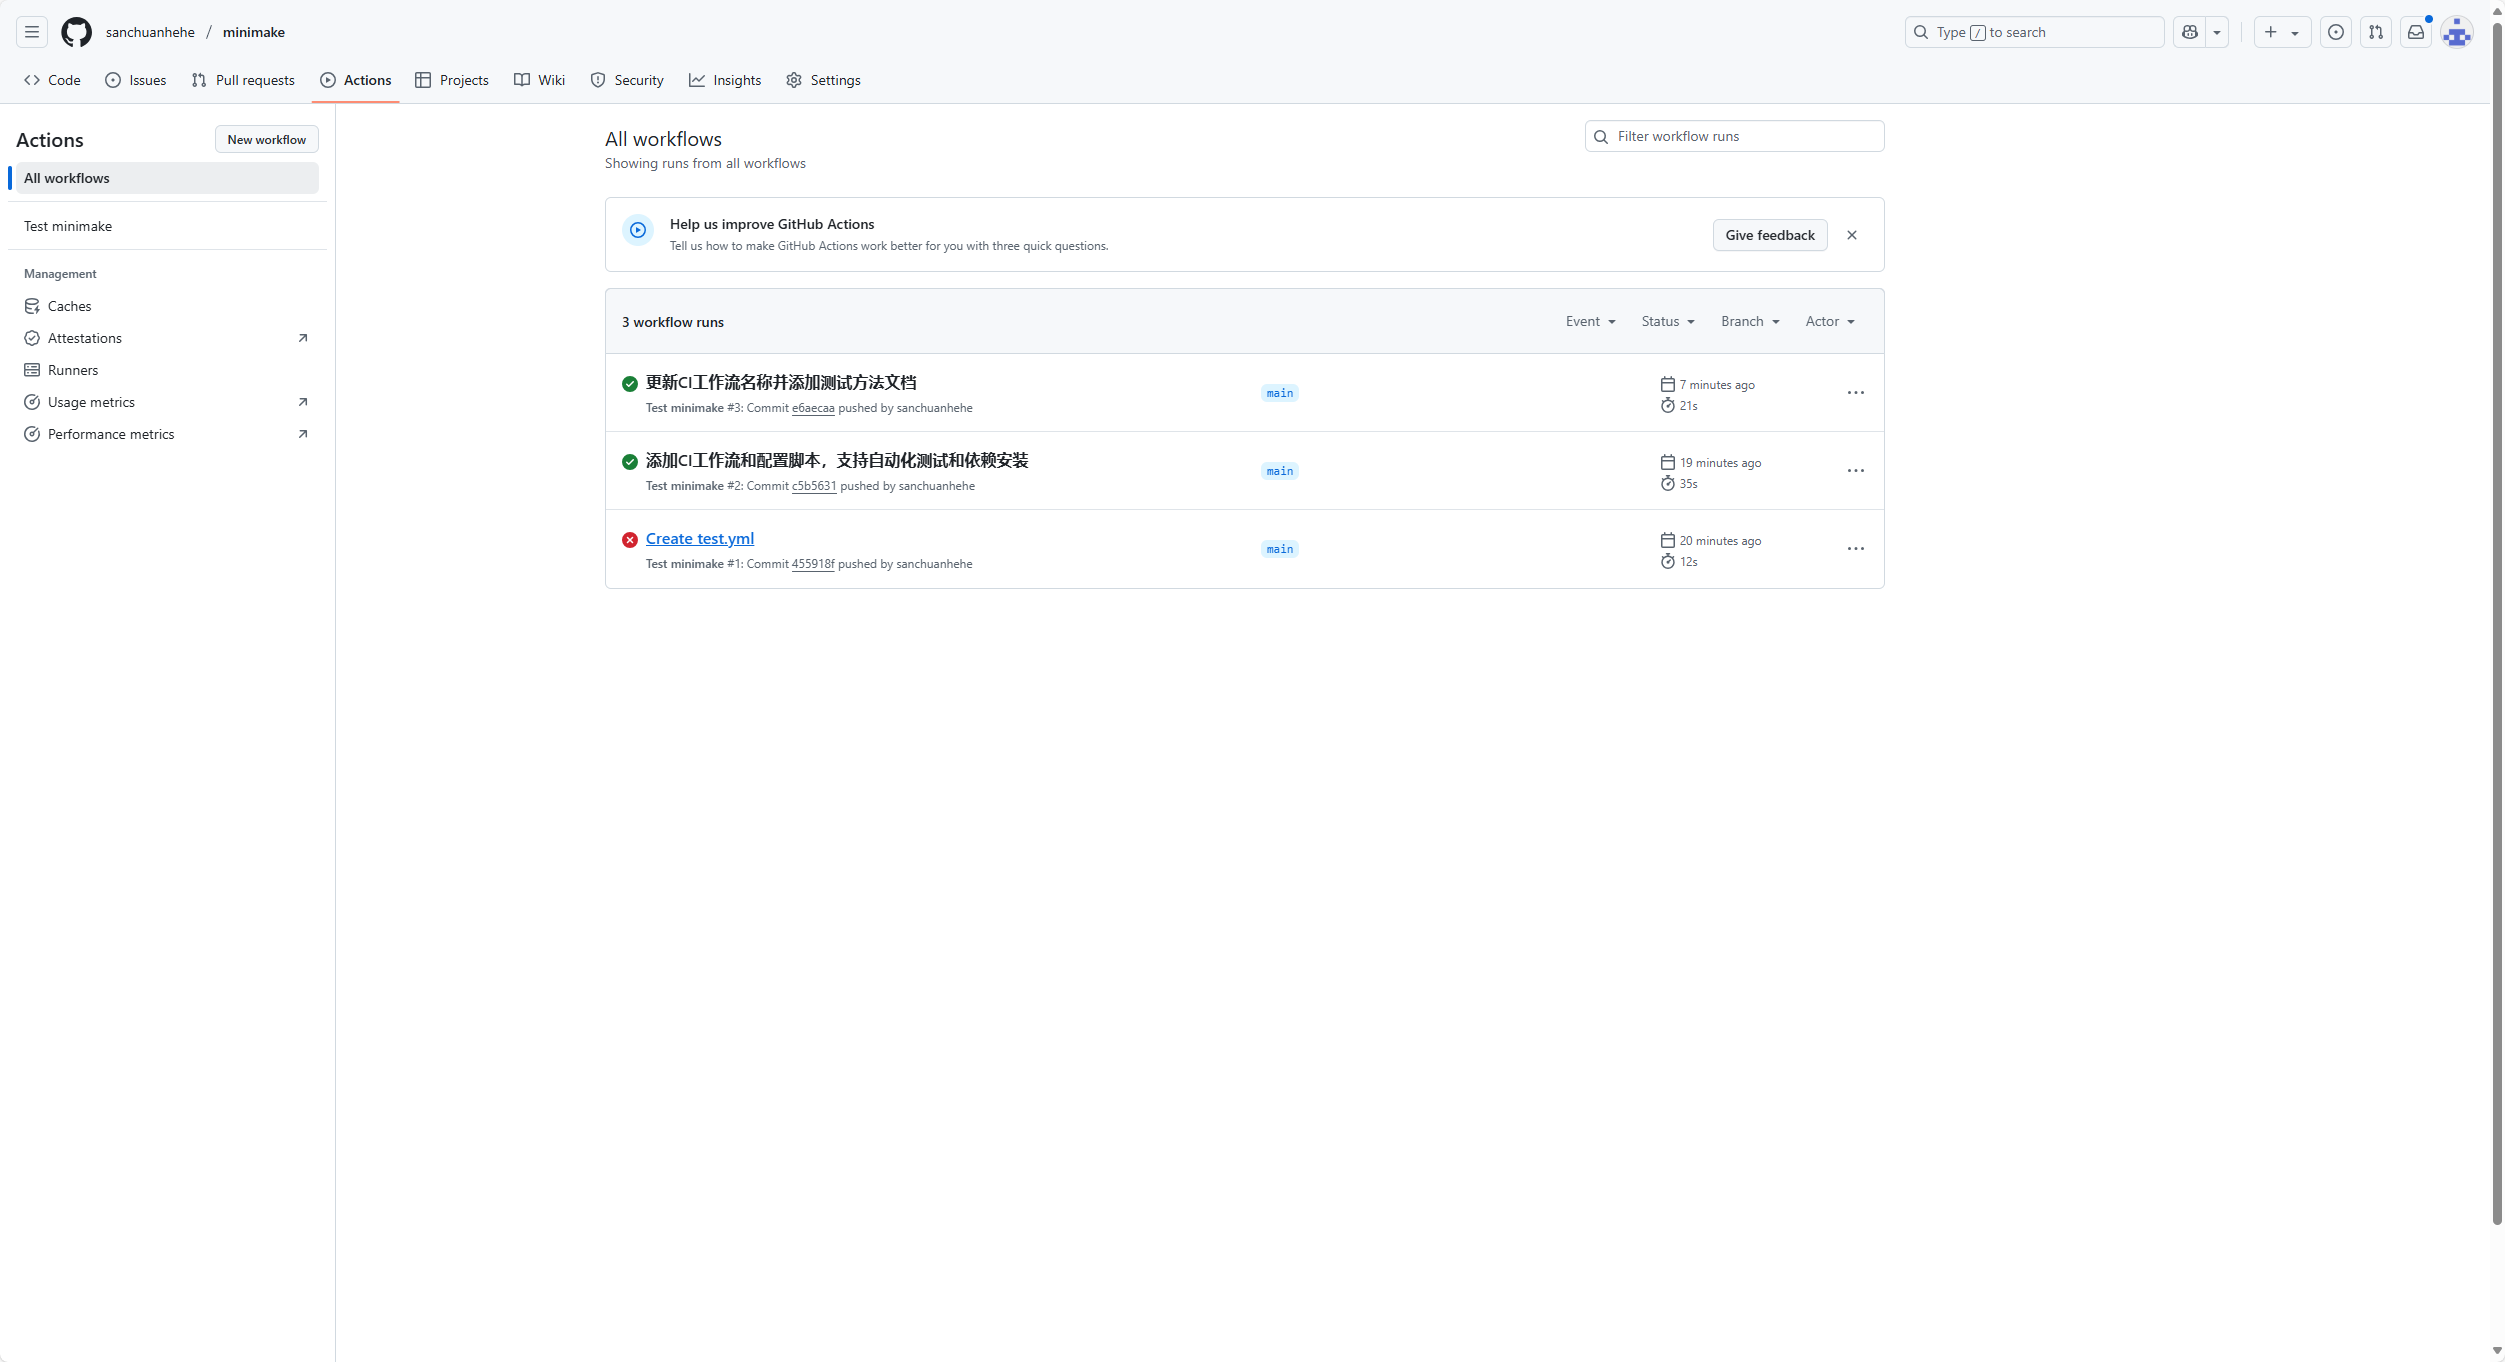 sanchuanhehe / minimake
Type / to search
Code Issues Pull requests Actions Projects Wiki Security Insights Settings
Actions
New workflow
All workflows
Test minimake
Management
Caches
Attestations
Runners
Usage metrics
Performance metrics
All workflows
Showing runs from all workflows
Filter workflow runs
Help us improve GitHub Actions
Tell us how to make GitHub Actions work better for you with three quick questions.
Give feedback
3 workflow runs
Event Status Branch Actor
更新CI工作流名称并添加测试方法文档
Test minimake #3: Commit e6aecaa pushed by sanchuanhehe
main
7 minutes ago
21s
添加CI工作流和配置脚本，支持自动化测试和依赖安装
Test minimake #2: Commit c5b5631 pushed by sanchuanhehe
main
19 minutes ago
35s
Create test.yml
Test minimake #1: Commit 455918f pushed by sanchuanhehe
main
20 minutes ago
12s